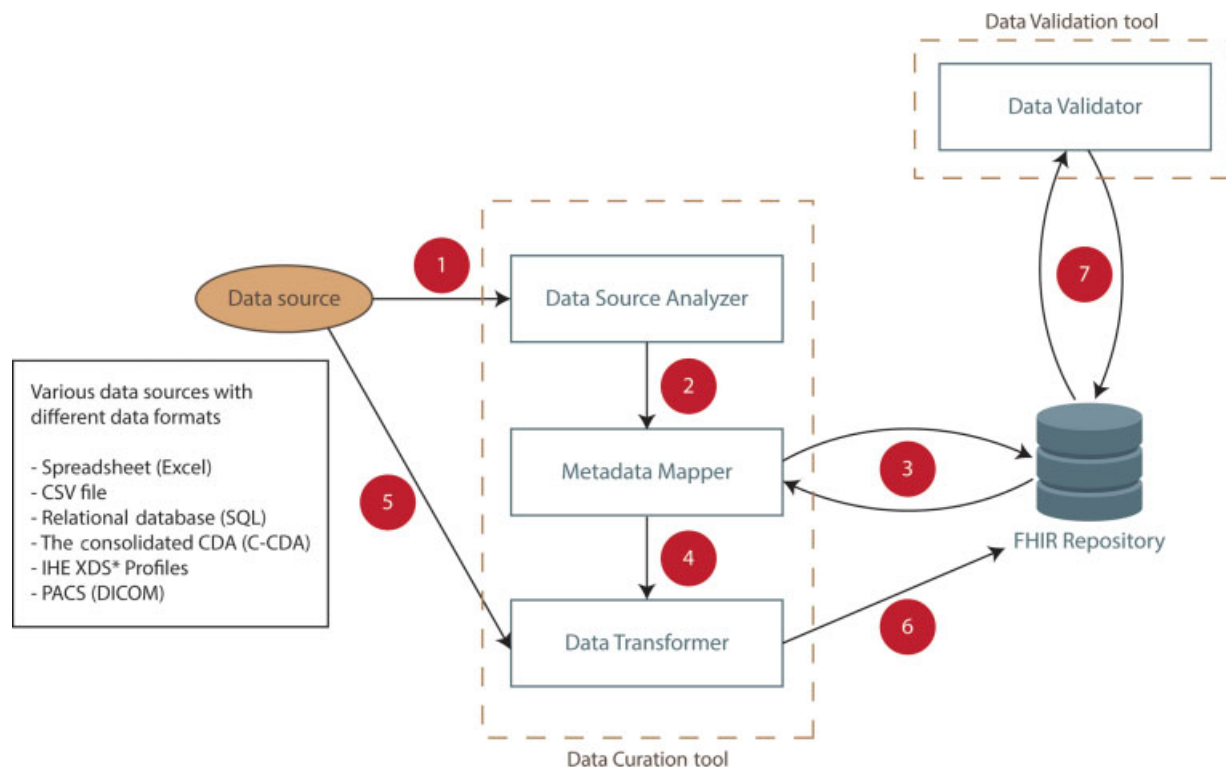 Data Validation tool
Data Validator
7
1
Data source
Data Source Analyzer
Various data sources with
different data formats
- Spreadsheet (Excel)
- CSV file
- Relational database (SQL)
- The consolidated CDA (C-CDA)
- IHE XDS* Profiles
- PACS (DICOM)
2
Metadata Mapper
3
5
4
FHIR Repository
Data Transformer
6
Data Curation tool